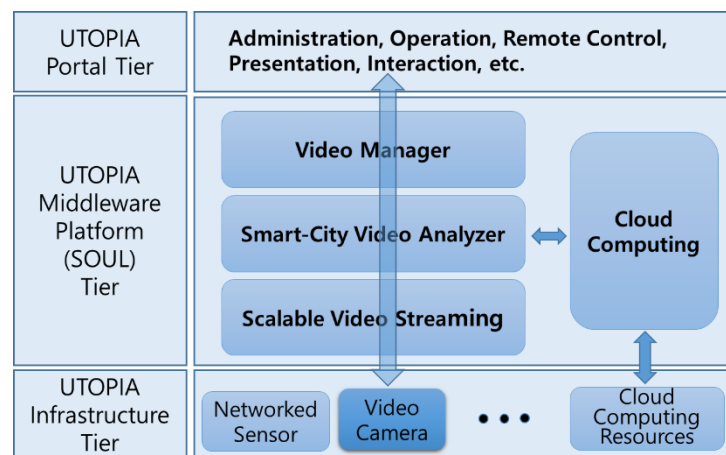 UTOPIA
Portal Tier
Administration, Operation, Remote Control,
Presentation, Interaction, etc.
UTOPIA
Middleware
Platform
(SOUL)
Tier
Video Manager
Smart-City Video Analyzer
Scalable Video Streaming
Cloud
Computing
UTOPIA
Infrastructure
Tier
Networked
Sensor
Video
Camera
• • •
Cloud
Computing
Resources